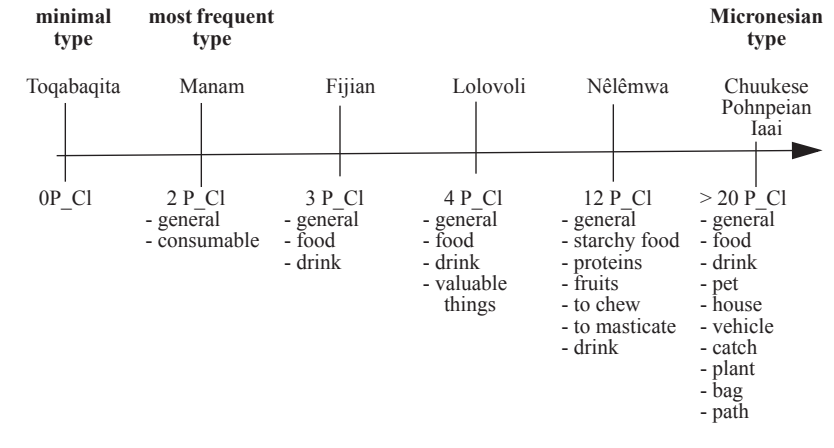 minimal type
most frequent type
Micronesian type
Toqabaqita
Manam
Fijian
Lolovoli
Nêlêmwa
Chuukese
Pohnpeian
Iaai
0P_Cl
2 P_Cl
- general
- consumable
3 P_Cl
- general
- food
- drink
4 P_Cl
- general
- food
- drink
- valuable
things
12 P_Cl
- general
- starchy food
- proteins
- fruits
- to chew
- to masticate
- drink
> 20 P_Cl
- general
- food
- drink
- pet
- house
- vehicle
- catch
- plant
- bag
- path